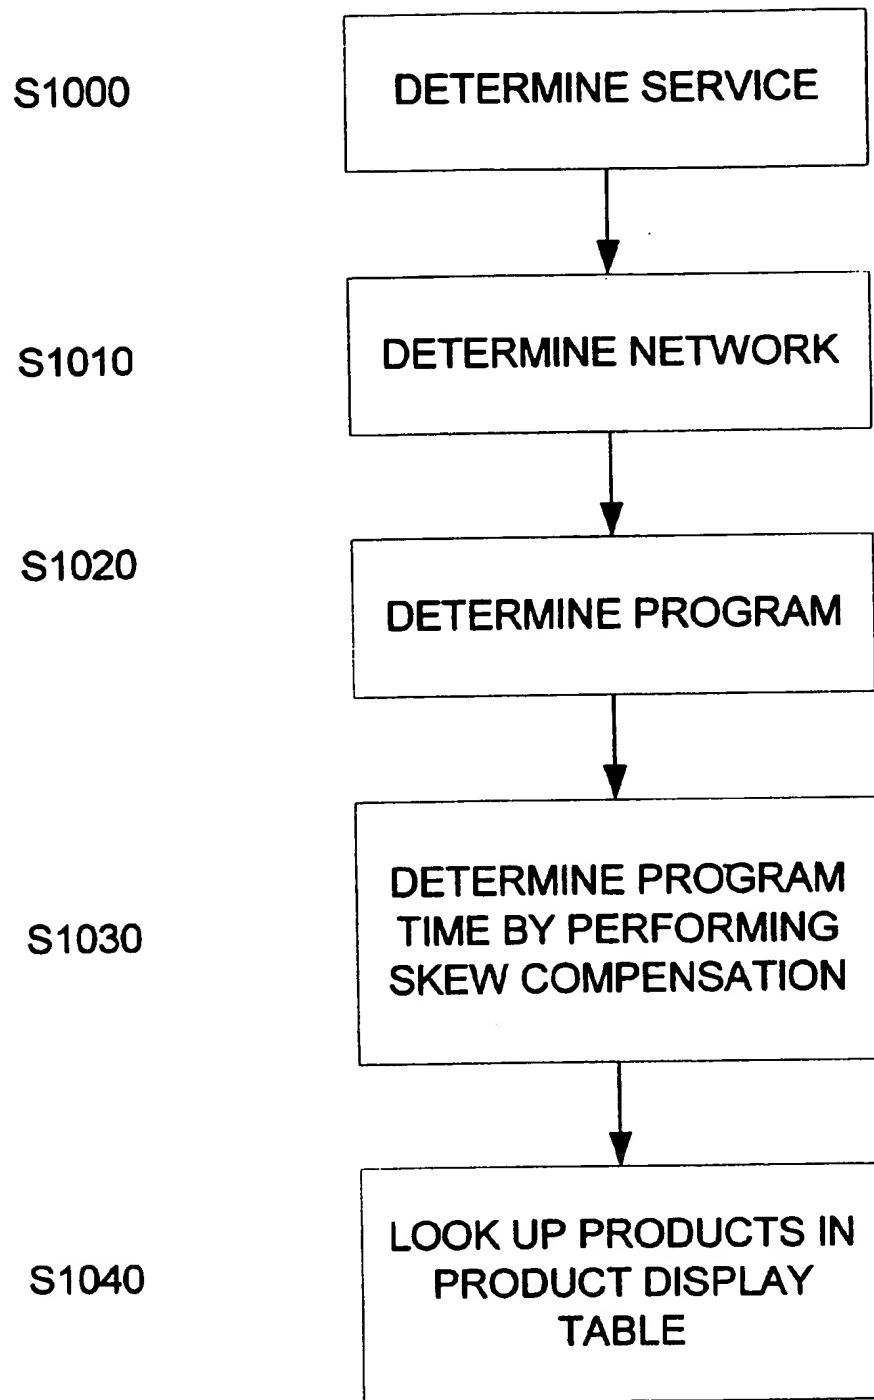 S1000
DETERMINE SERVICE
S1010
DETERMINE NETWORK
S1020
DETERMINE PROGRAM
S1030
DETERMINE PROGRAM
TIME BY PERFORMING
SKEW COMPENSATION
S1040
LOOK UP PRODUCTS IN
PRODUCT DISPLAY
TABLE